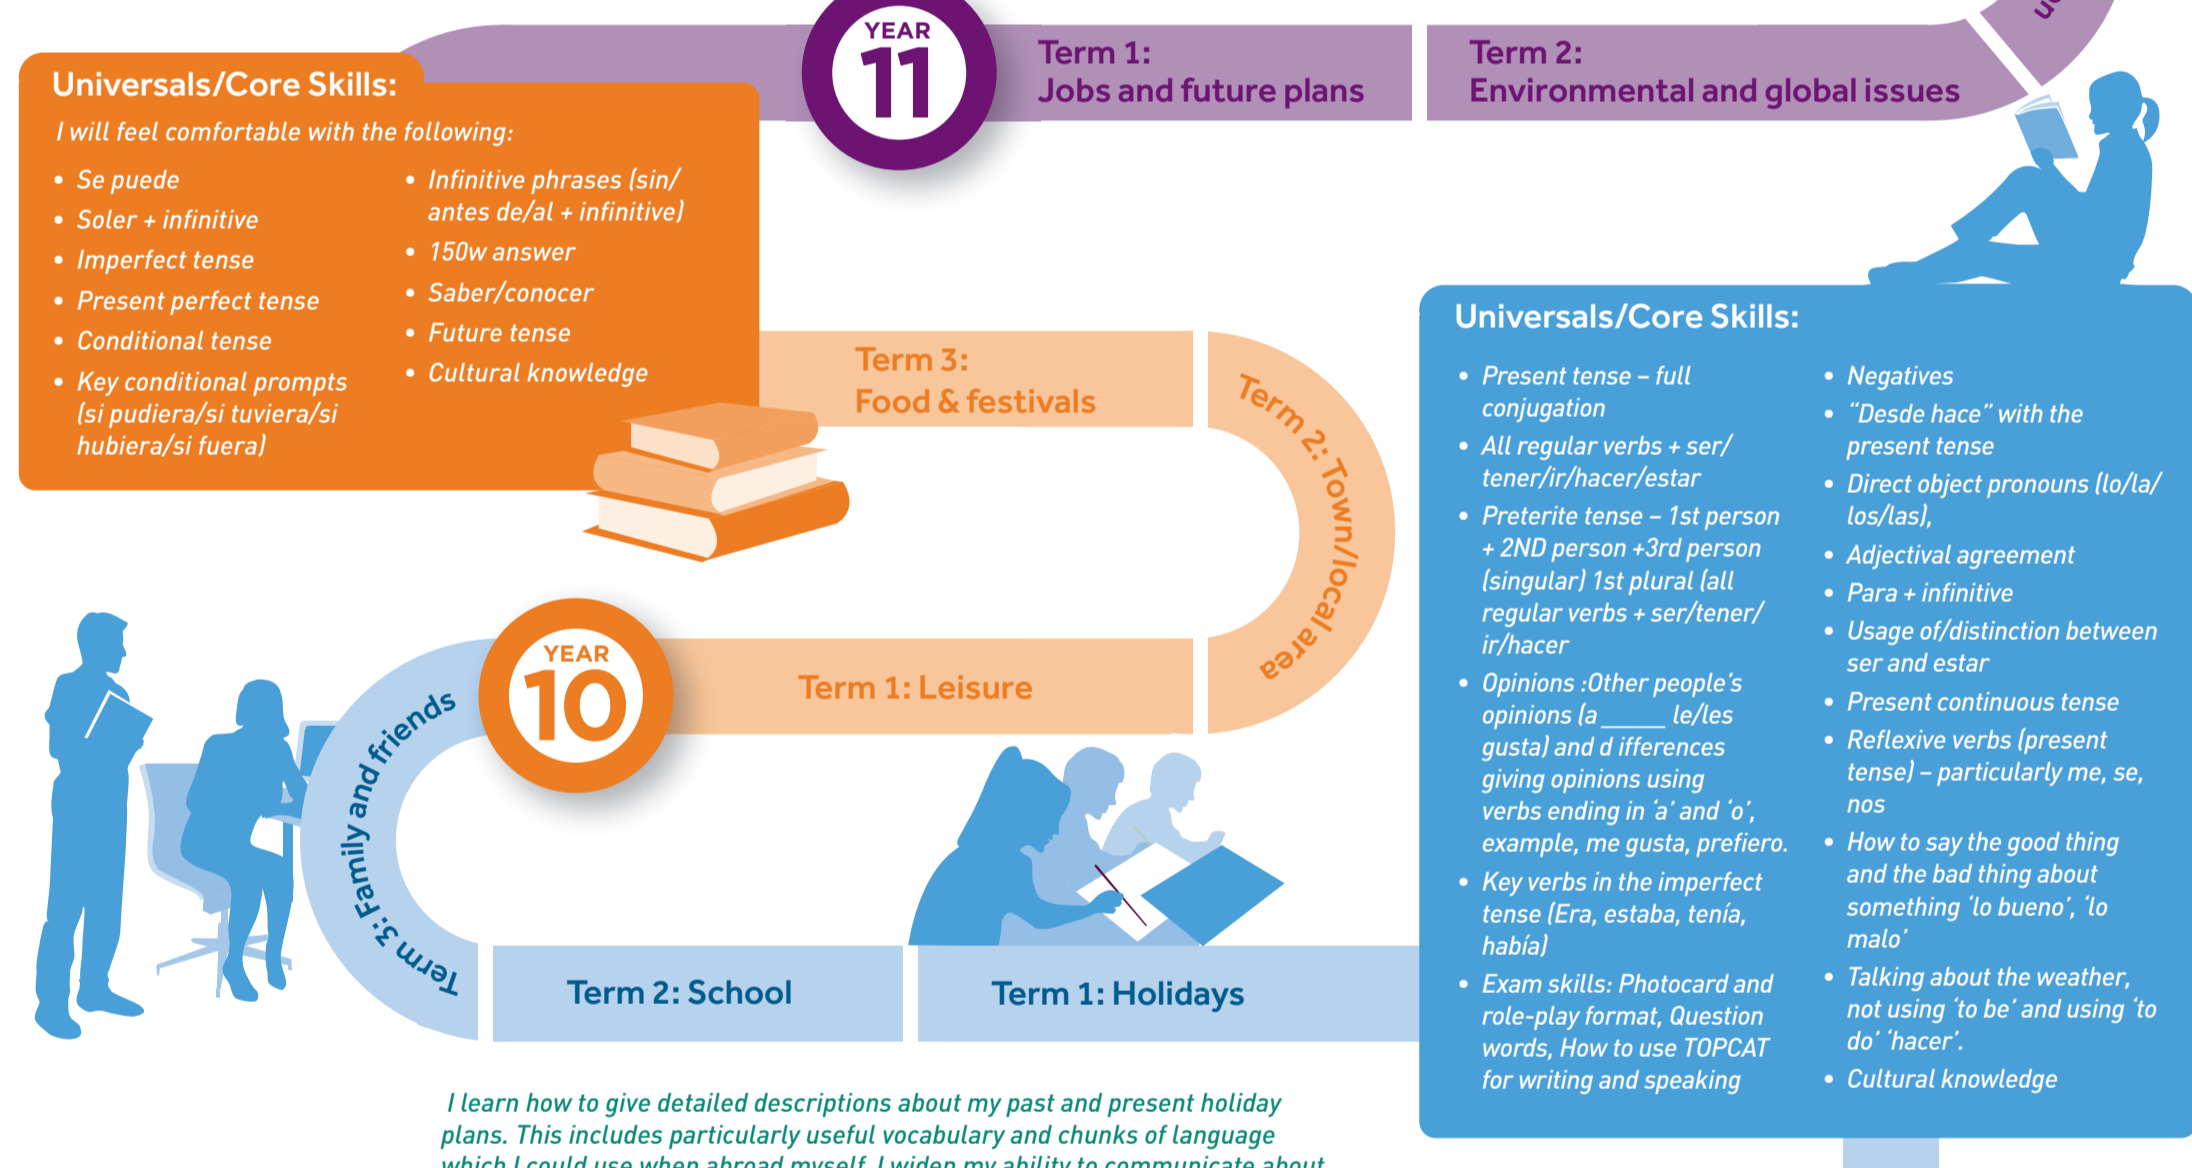 YEAR
11
Term 1:
Jobs and future plans
Term 2:
Environmental and global issues
Universals/Core Skills:
I will feel comfortable with the following:
• Se puede
• Soler + infinitive
• Imperfect tense
• Present perfect tense
• Conditional tense
• Key conditional prompts
(si pudiera/si tuviera/si
hubiera/si fuera)
• Infinitive phrases (sin/
antes de/al + infinitive)
• 150w answer
• Saber/conocer
• Future tense
• Cultural knowledge
Term 3:
Food & festivals
Term 2: Town/local area
YEAR
10
Term 1: Leisure
Term 3: Family and friends
Term 2: School
Term 1: Holidays
Universals/Core Skills:
• Present tense – full
conjugation
• All regular verbs + ser/
tener/ir/hacer/estar
• Preterite tense – 1st person
+ 2ND person +3rd person
(singular) 1st plural (all
regular verbs + ser/tener/
ir/hacer
• Opinions :Other people’s
opinions (a _____ le/les
gusta) and d ifferences
giving opinions using
verbs ending in ‘a’ and ‘o’,
example, me gusta, prefiero.
• Key verbs in the imperfect
tense (Era, estaba, tenía,
había)
• Exam skills: Photocard and
role-play format, Question
words, How to use TOPCAT
for writing and speaking
• Negatives
• “Desde hace” with the
present tense
• Direct object pronouns (lo/la/
los/las),
• Adjectival agreement
• Para + infinitive
• Usage of/distinction between
ser and estar
• Present continuous tense
• Reflexive verbs (present
tense) – particularly me, se,
nos
• How to say the good thing
and the bad thing about
something ‘lo bueno’, ‘lo
malo’
• Talking about the weather,
not using ‘to be’ and using ‘to
do’ ‘hacer’.
• Cultural knowledge
I learn how to give detailed descriptions about my past and present holiday
plans. This includes particularly useful vocabulary and chunks of language
which I could use when abroad myself. I widen my ability to communicate about